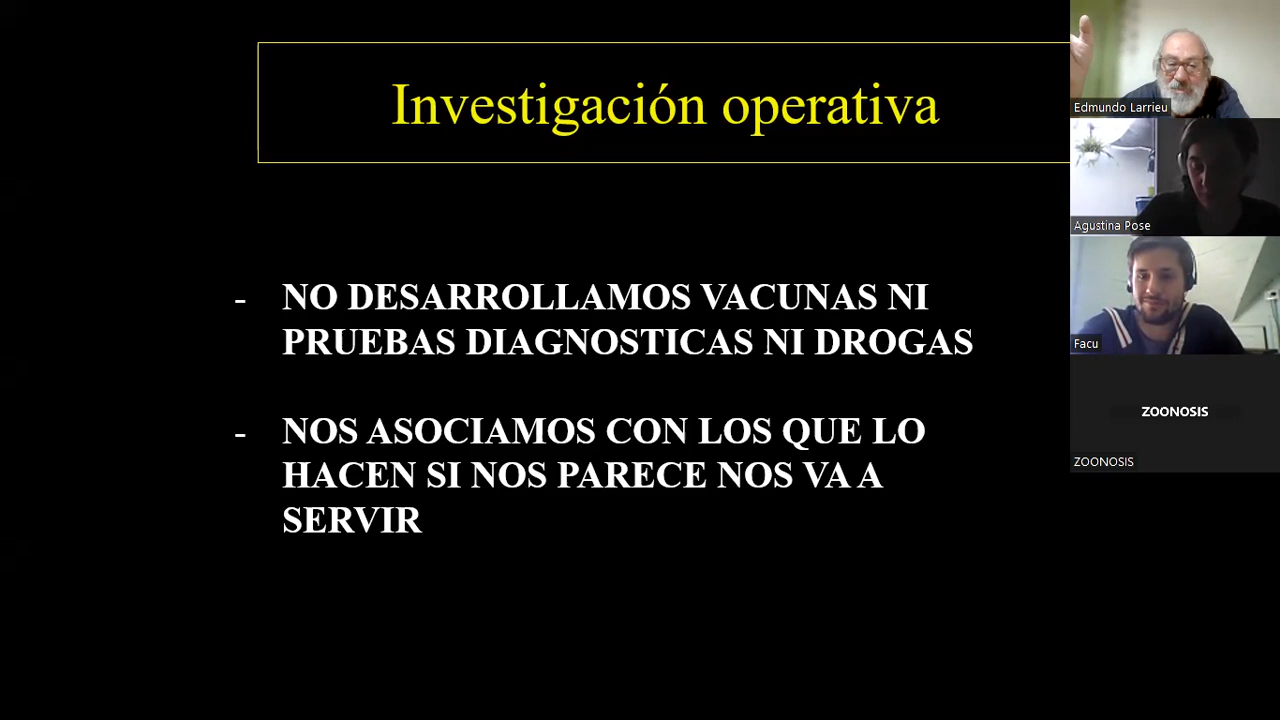 Investigación operativa
- NO DESARROLLAMOS VACUNAS NI
PRUEBAS DIAGNOSTICAS NI DROGAS
- NOS ASOCIAMOS CON LOS QUE LO
HACEN SI NOS PARECE NOS VA A
SERVIR
Edmundo Larrieu
Agustina Pose
Facu
ZOONOSIS
ZOONOSIS